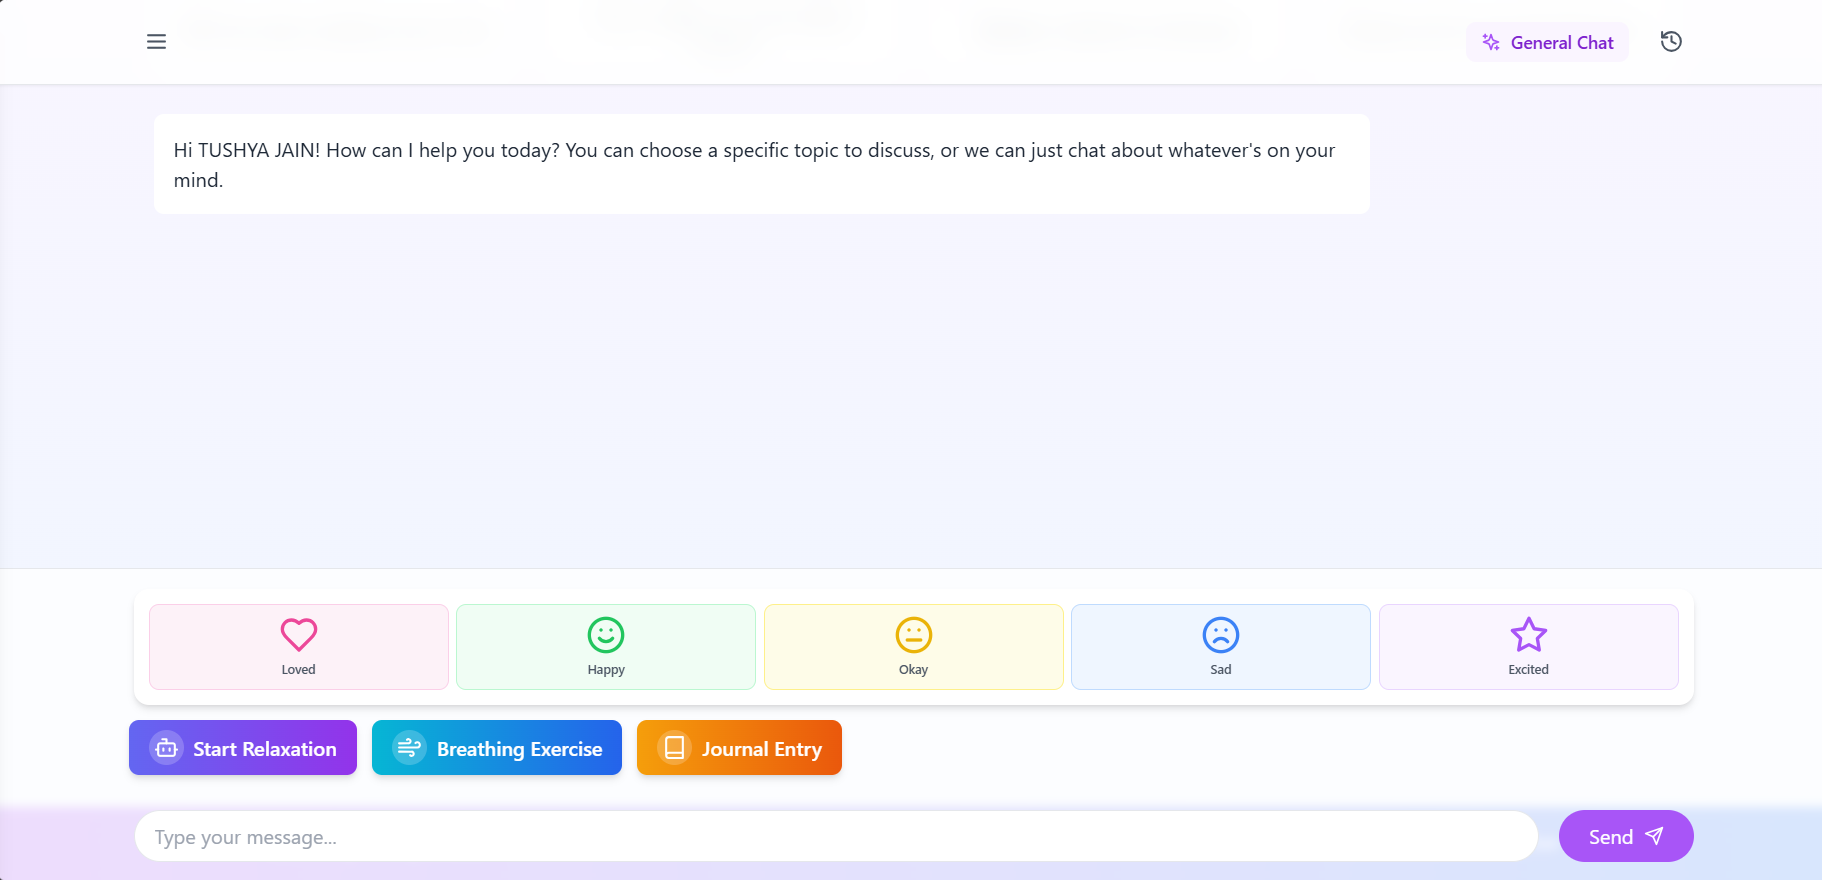 General Chat
Hi TUSHYA JAIN! How can I help you today? You can choose a specific topic to discuss, or we can just chat about whatever's on your
mind.
Loved
Happy
Okay
Sad
Excited
Start Relaxation
Breathing Exercise
Journal Entry
Type your message...
Send